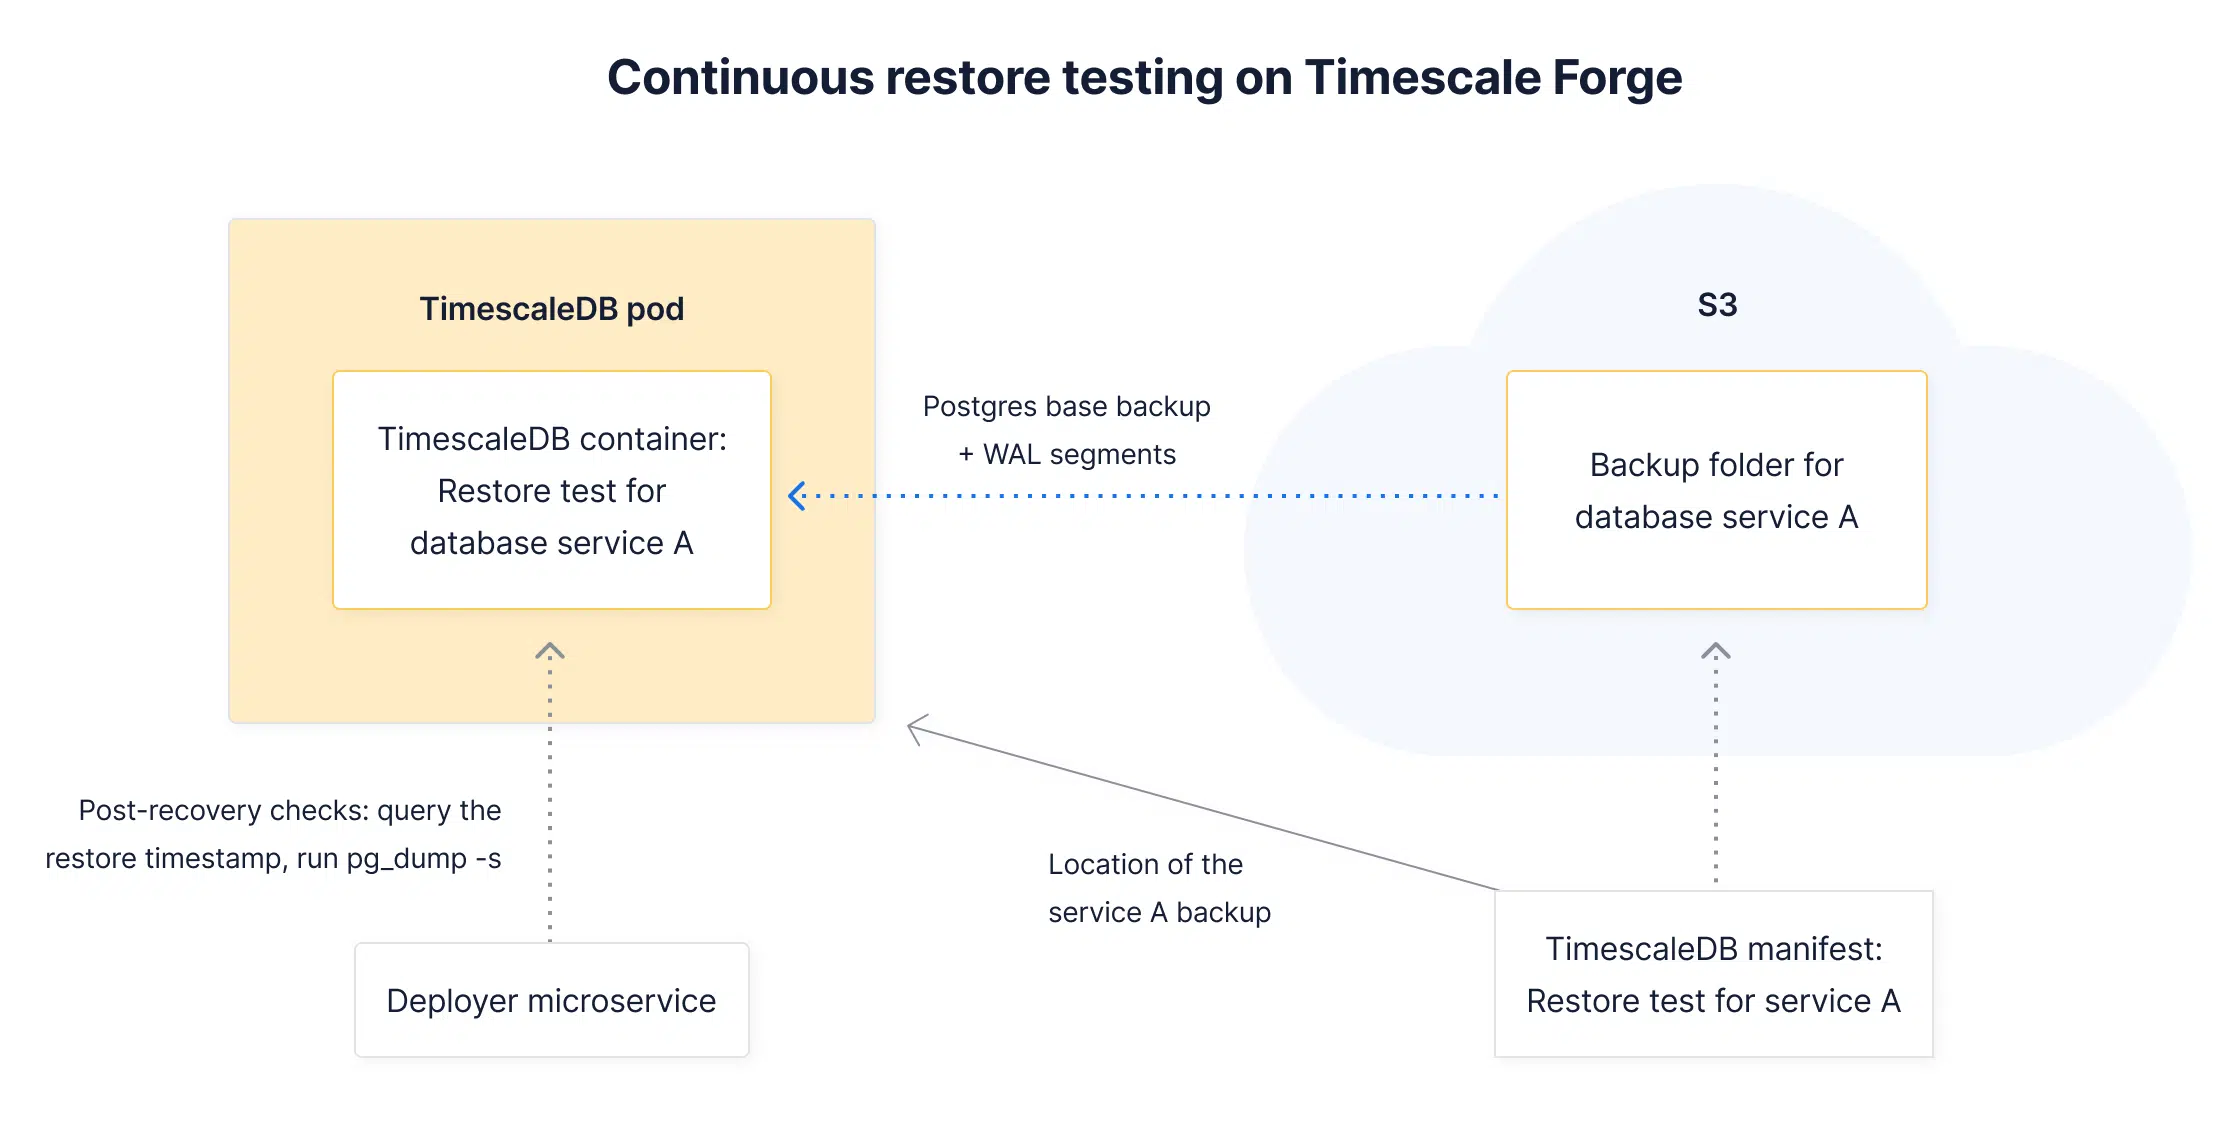 Continuous restore testing on Timescale Forge
TimescaleDB pod
TimescaleDB container:
Restore test for
database service A
Postgres base backup
+ WAL segments
S3
Backup folder for
database service A
Post-recovery checks: query the
restore timestamp, run pg_dump -s
Location of the
service A backup
Deployer microservice
TimescaleDB manifest:
Restore test for service A